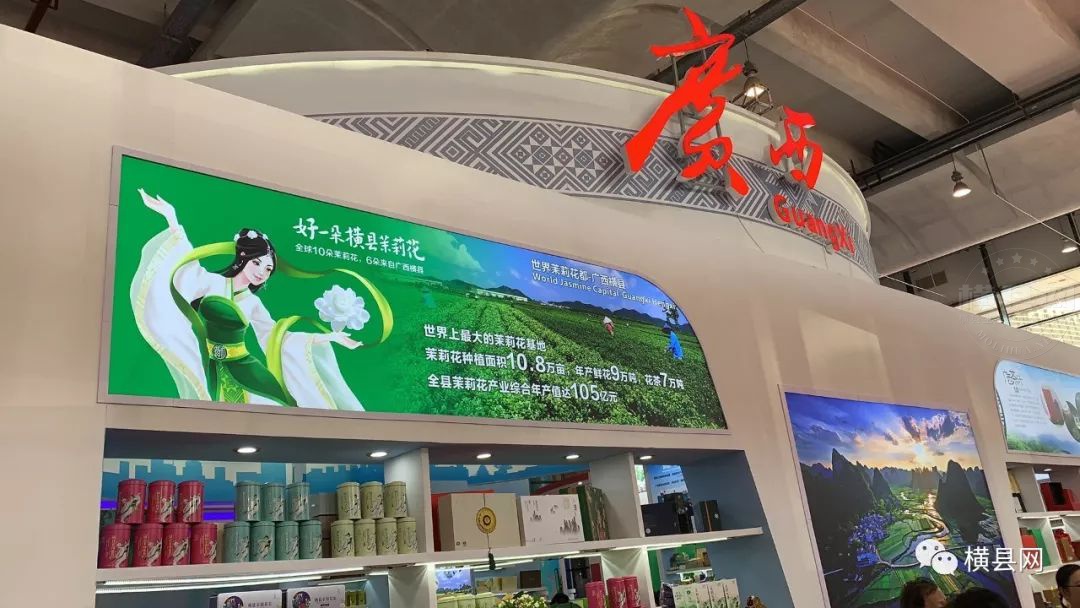 廣西
GuangXi
好一朵横县茉莉花
全球10朵茉莉花，6朵来自广西横县
世界茉莉花都-广西横县
World Jasmine Capital Guangxi Hengxian
世界上最大的茉莉花基地
茉莉花种植面积10.8万亩，年产鲜花9万吨，花茶7万吨
全县茉莉花产业综合年产值达105亿元
横县网